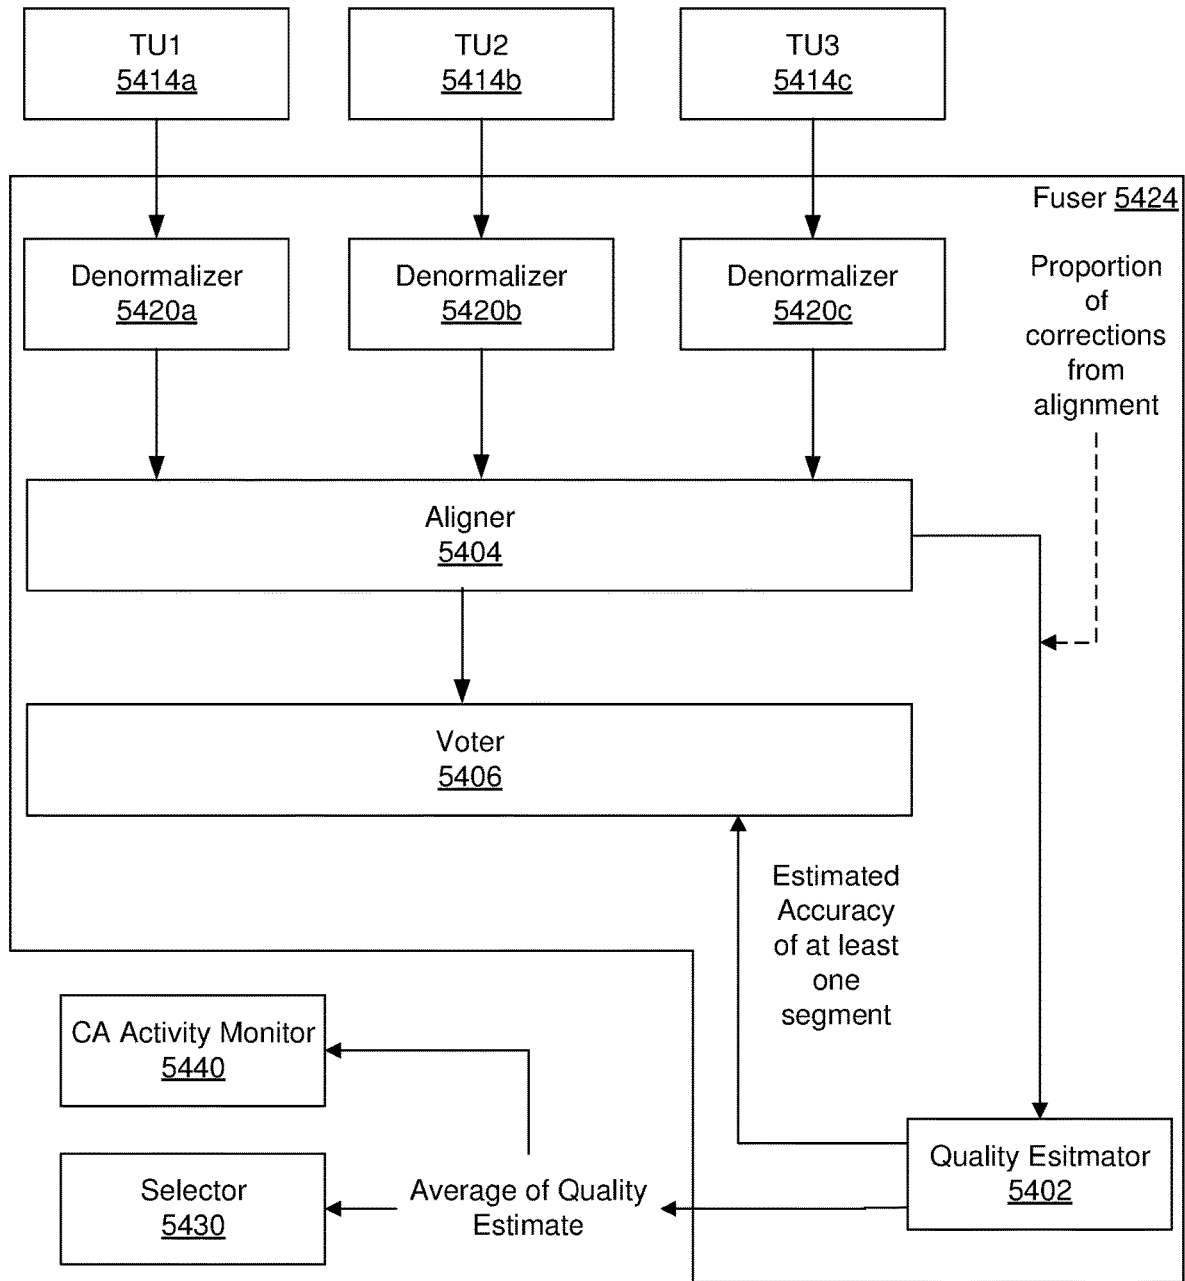 TU1
5414a
TU2
5414b
TU3
5414c
Fuser 5424
Denormalizer
5420a
Denormalizer
5420b
Denormalizer
5420c
Proportion
of
corrections
from
alignment
Aligner
5404
Voter
5406
Estimated
Accuracy
of at least
one
segment
CA Activity Monitor
5440
Quality Esitmator
5402
Selector
5430
Average of Quality
Estimate